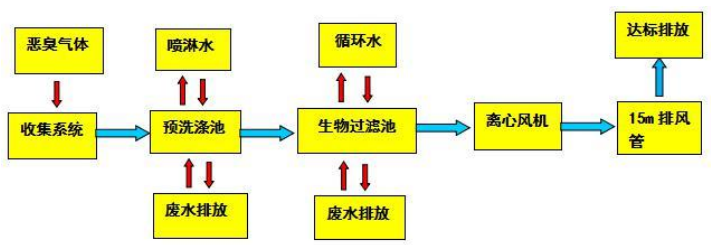 恶臭气体
喷淋水
循环水
达标排放
收集系统
预洗涤池
生物过滤池
离心风机
15m 排风
管
废水排放
废水排放